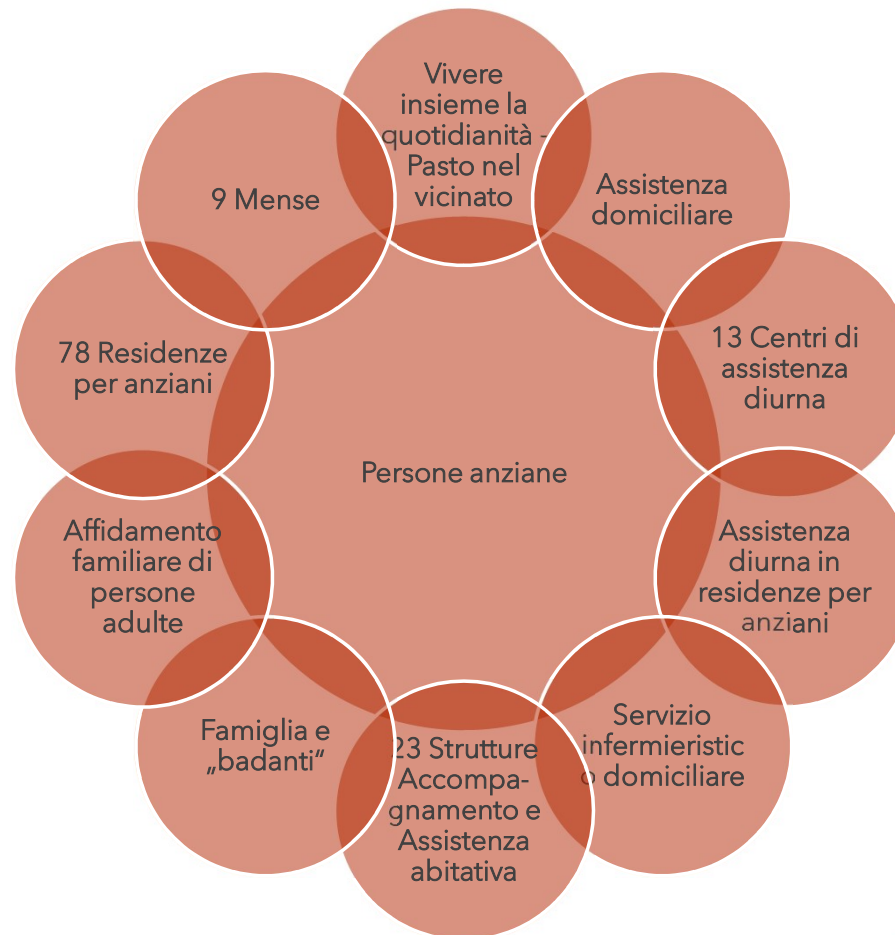 Vivere
insieme la
quotidianità -
Pasto nel
vicinato
Assistenza
domiciliare
13 Centri di
assistenza
diurna
Assistenza
diurna in
residenze per
anziani
Servizio
infermieristic
o domiciliare
23 Strutture
Accompa-
gnamento e
Assistenza
abitativa
Famiglia e
„badanti“
Affidamento
familiare di
persone
adulte
78 Residenze
per anziani
9 Mense
Persone anziane